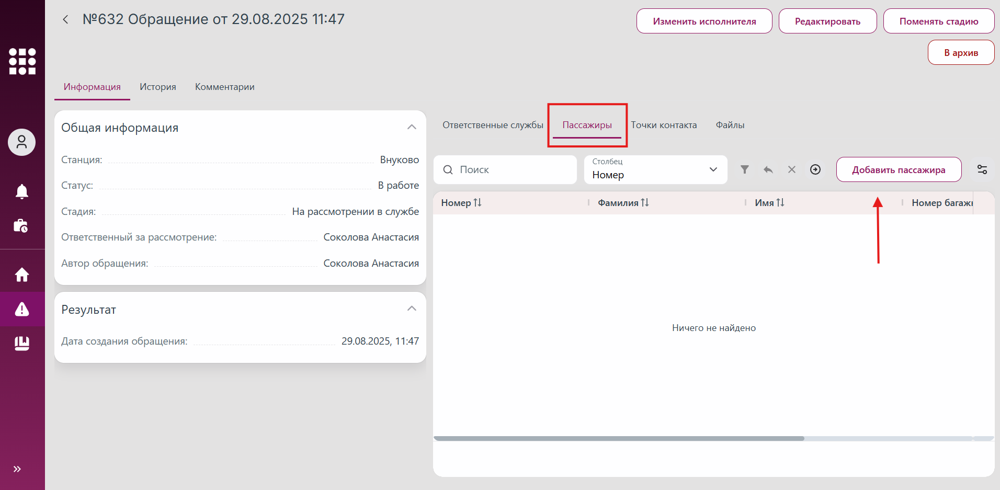 №632 Обращение от 29.08.2025 11:47
Изменить исполнителя
Редактировать
Поменять стадию
В архив
Информация
История
Комментарии
Общая информация
Станция: Внуково
Статус: В работе
Стадия: На рассмотрении в службе
Ответственный за рассмотрение: Соколова Анастасия
Автор обращения: Соколова Анастасия
Результат
Дата создания обращения: 29.08.2025, 11:47
Ответственные службы
Пассажиры
Точки контакта
Файлы
Поиск
Столбец
Номер
Добавить пассажира
Номер
Фамилия
Имя
Номер багажн
Ничего не найдено